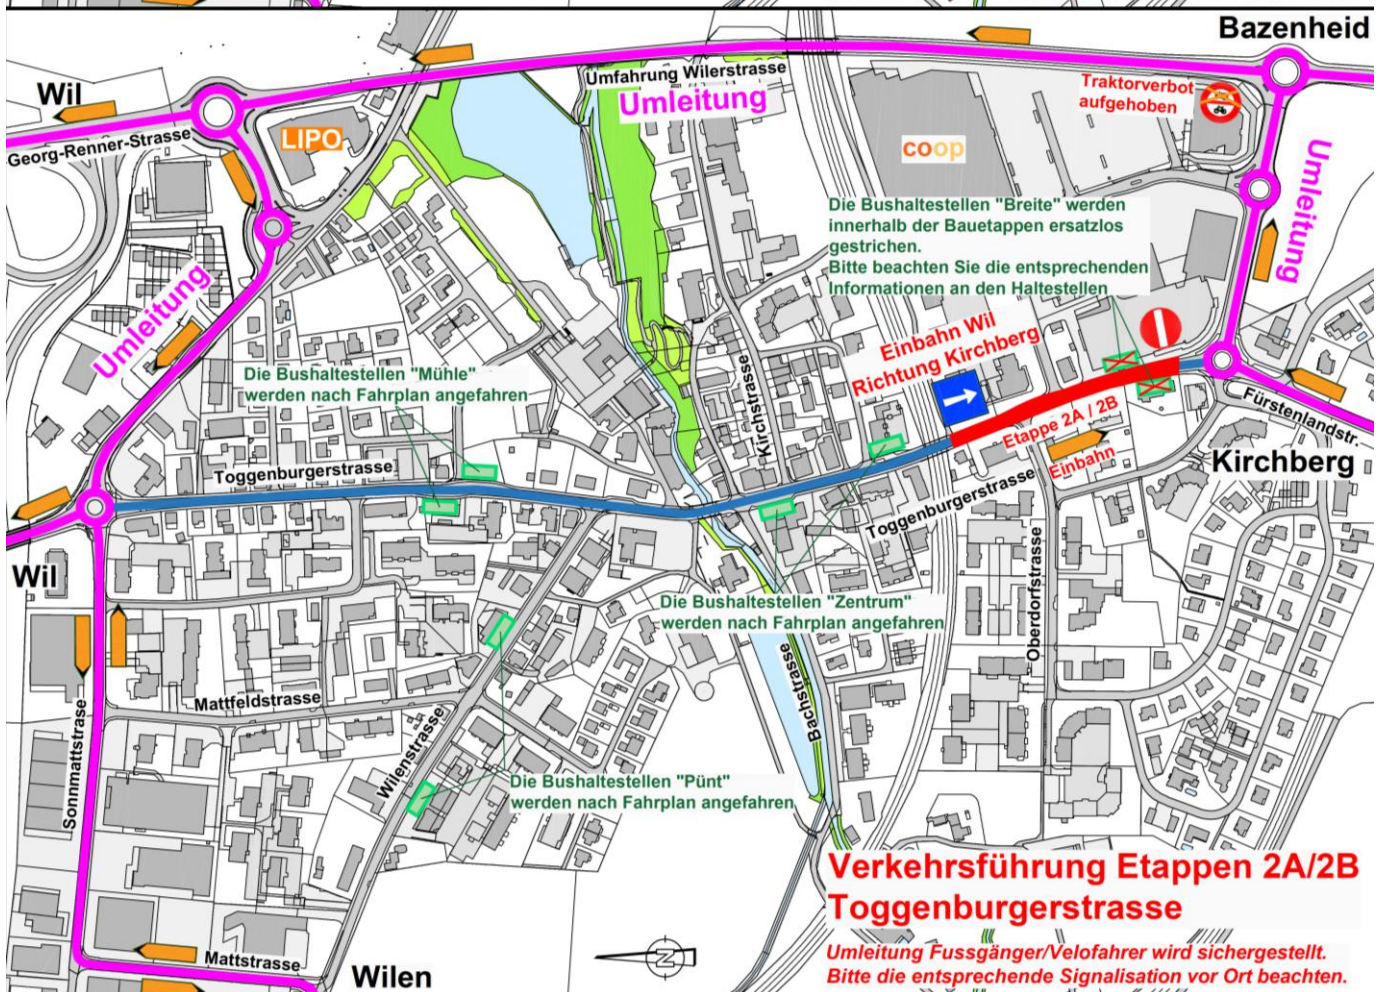 Bazenheid
Umfahrung Wilerstrasse
Umleitung
Traktorverbot
aufgehoben
Wil
Georg-Renner-Strasse
LIPO
coop
Umleitung
Die Bushaltestellen "Breite" werden
innerhalb der Bauetappen ersatzlos
gestrichen.
Bitte beachten Sie die entsprechenden
Informationen an den Haltestellen
Umleitung
Einbahn Wil
Richtung Kirchberg
Die Bushaltestellen "Mühle"
werden nach Fahrplan angefahren
Kirchstrasse
Etappe 2A / 2B
Einbahn
Fürstenlandstr.
Kirchberg
Toggenburgerstrasse
Toggenburgerstrasse
Wil
Die Bushaltestellen "Zentrum"
werden nach Fahrplan angefahren
Oberdorfstrasse
Bachstrasse
Mattfeldstrasse
Sonnmattstrase
Wilenstrasse
Die Bushaltestellen "Pünt"
werden nach Fahrplan angefahren
Mattstrasse
Wilen
N
Verkehrsführung Etappen 2A/2B
Toggenburgerstrasse
Umleitung Fussgänger/Velofahrer wird sichergestellt.
Bitte die entsprechende Signalisation vor Ort beachten.